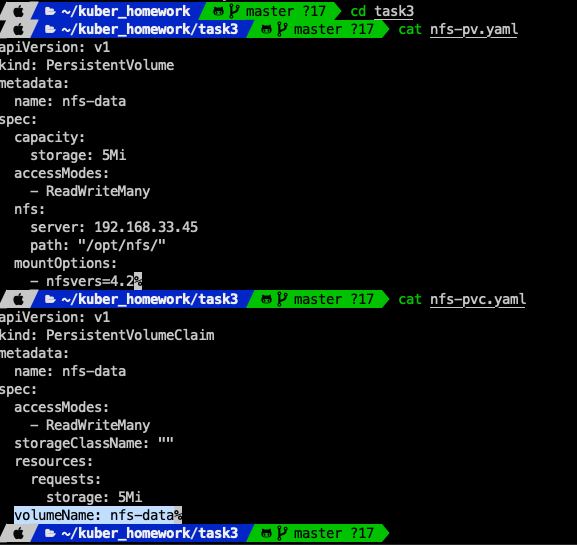 ~/kuber_homework master ?17 cd task3
~/kuber_homework/task3 master ?17 cat nfs-pv.yaml
apiVersion: v1
kind: PersistentVolume
metadata:
  name: nfs-data
spec:
  capacity:
    storage: 5Mi
  accessModes:
    - ReadWriteMany
  nfs:
    server: 192.168.33.45
    path: "/opt/nfs/"
  mountOptions:
    - nfsvers=4.2%
~/kuber_homework/task3 master ?17 cat nfs-pvc.yaml
apiVersion: v1
kind: PersistentVolumeClaim
metadata:
  name: nfs-data
spec:
  accessModes:
    - ReadWriteMany
  storageClassName: ""
  resources:
    requests:
      storage: 5Mi
  volumeName: nfs-data%
~/kuber_homework/task3 master ?17